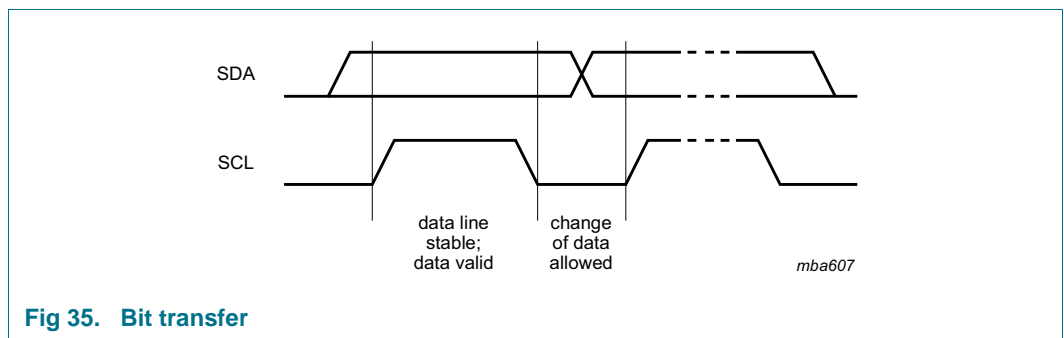 SDA
SCL
data line
stable;
data valid
change
of data
allowed
mba607
Fig 35. Bit transfer